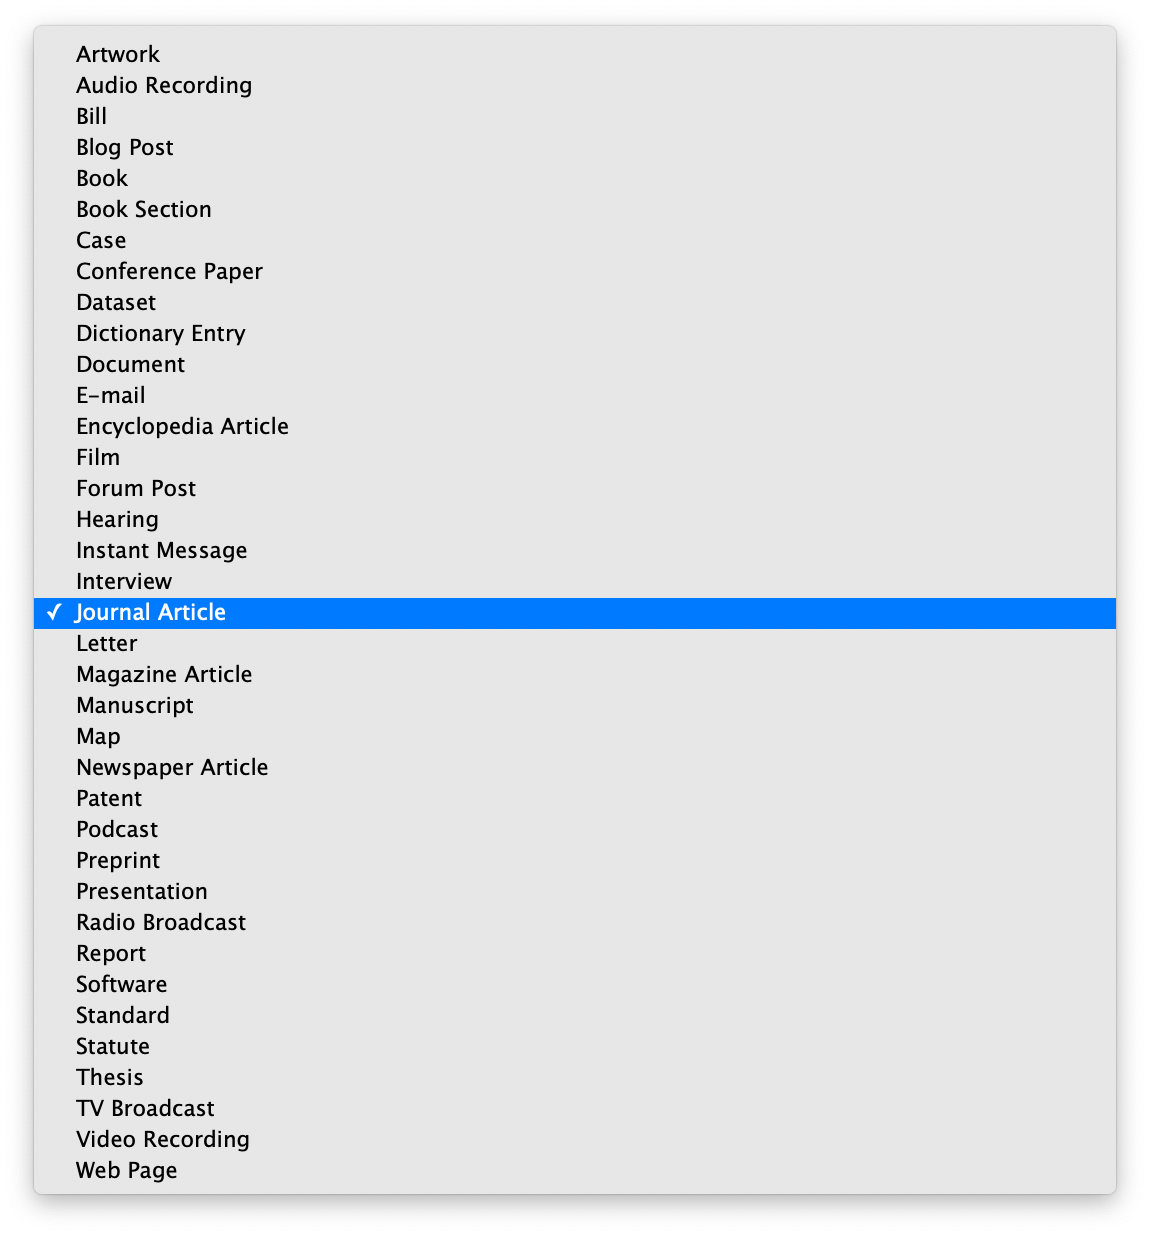 Artwork
Audio Recording
Bill
Blog Post
Book
Book Section
Case
Conference Paper
Dataset
Dictionary Entry
Document
E-mail
Encyclopedia Article
Film
Forum Post
Hearing
Instant Message
Interview
✓ Journal Article
Letter
Magazine Article
Manuscript
Map
Newspaper Article
Patent
Podcast
Preprint
Presentation
Radio Broadcast
Report
Software
Standard
Statute
Thesis
TV Broadcast
Video Recording
Web Page